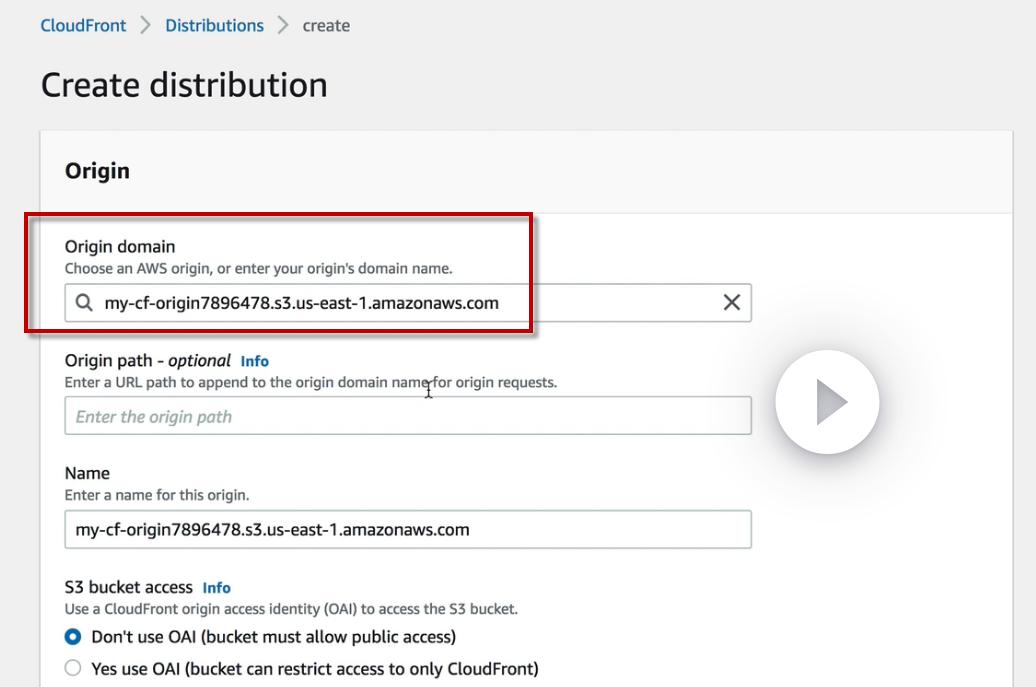 CloudFront > Distributions > create
Create distribution
Origin
Origin domain
Choose an AWS origin, or enter your origin's domain name.
my-cf-origin7896478.s3.us-east-1.amazonaws.com
Origin path - optional Info
Enter a URL path to append to the origin domain name for origin requests.
Enter the origin path
Name
Enter a name for this origin.
my-cf-origin7896478.s3.us-east-1.amazonaws.com
S3 bucket access Info
Use a CloudFront origin access identity (OAI) to access the S3 bucket.
Don't use OAI (bucket must allow public access)
Yes use OAI (bucket can restrict access to only CloudFront)